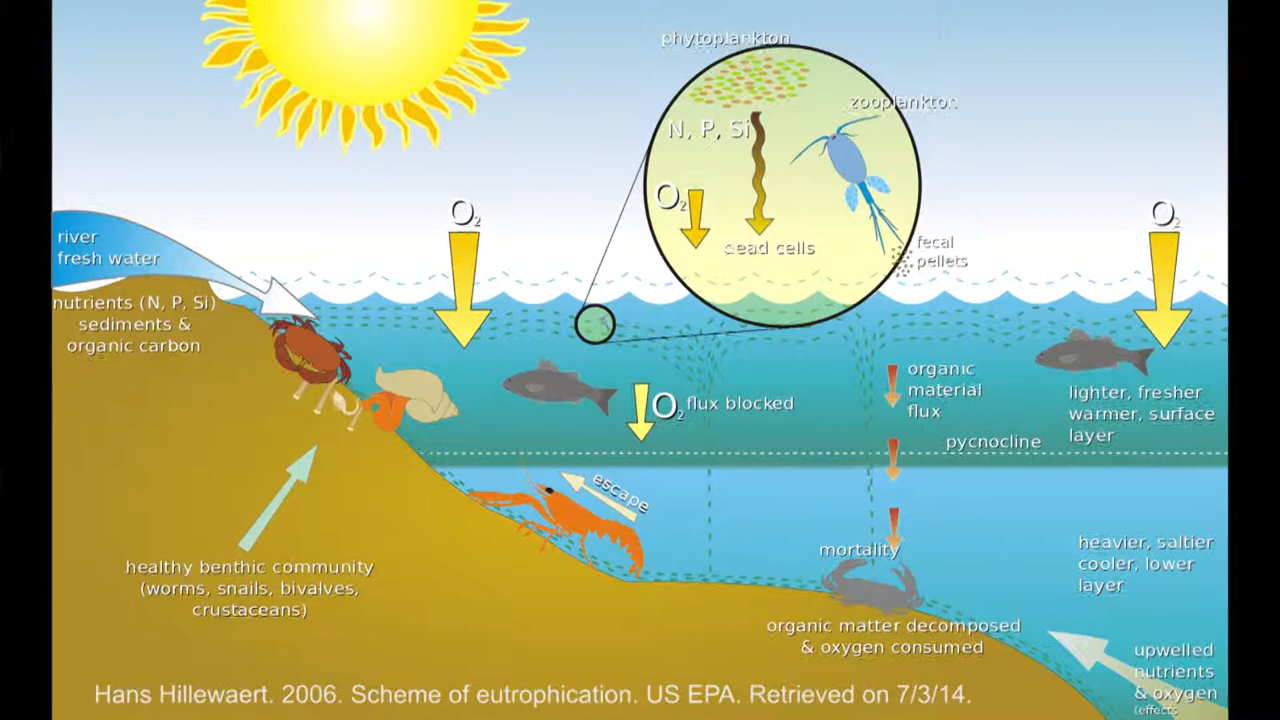 phytoplankton
zooplankton
N, P, Si
O2
dead cells
fecal
pellets
O2
O2
river
fresh water
nutrients (N, P, Si)
sediments &
organic carbon
O2 flux blocked
organic
material
flux
lighter, fresher
warmer, surface
layer
pycnocline
escape
healthy benthic community
(worms, snails, bivalves,
crustaceans)
mortality
heavier, saltier
cooler, lower
layer
organic matter decomposed
& oxygen consumed
upwelled
nutrients
& oxygen
(effects
Hans Hillewaert. 2006. Scheme of eutrophication. US EPA. Retrieved on 7/3/14.